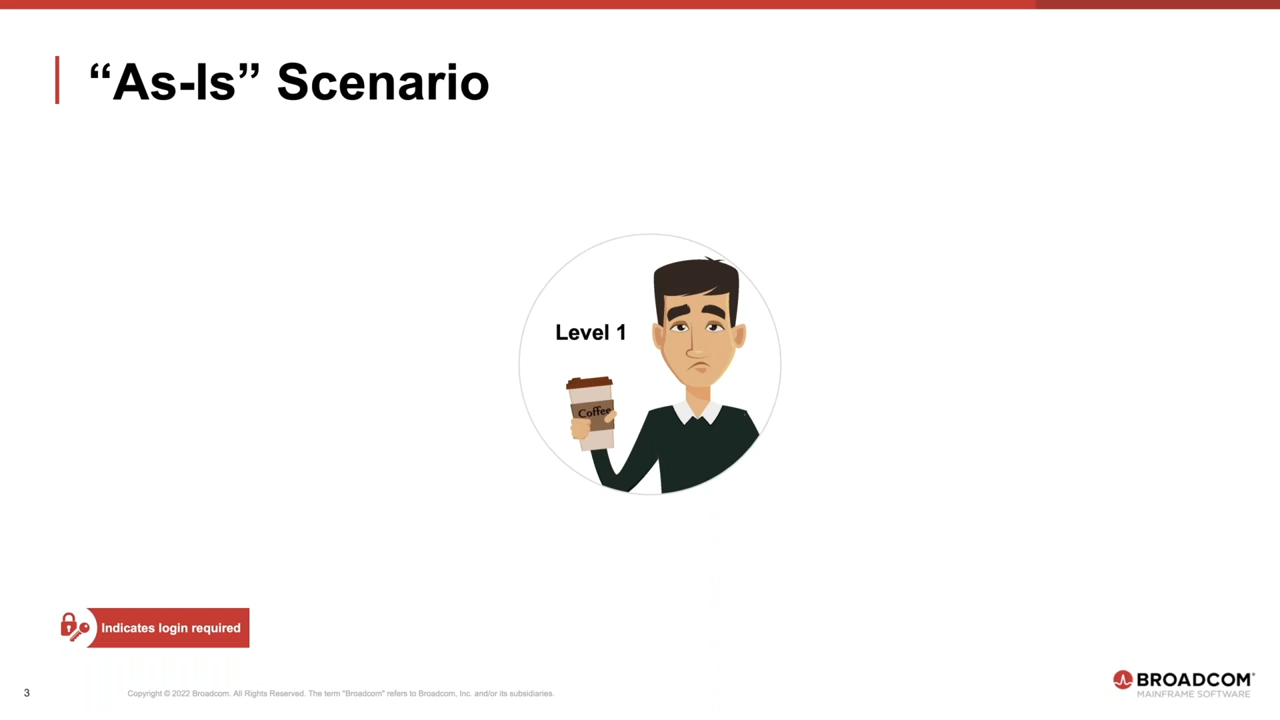 “As-Is” Scenario
Level 1
Coffee
Indicates login required
3
Copyright © 2022 Broadcom. All Rights Reserved. The term "Broadcom" refers to Broadcom, Inc. and/or its subsidiaries.
BROADCOM®
MAINFRAME SOFTWARE